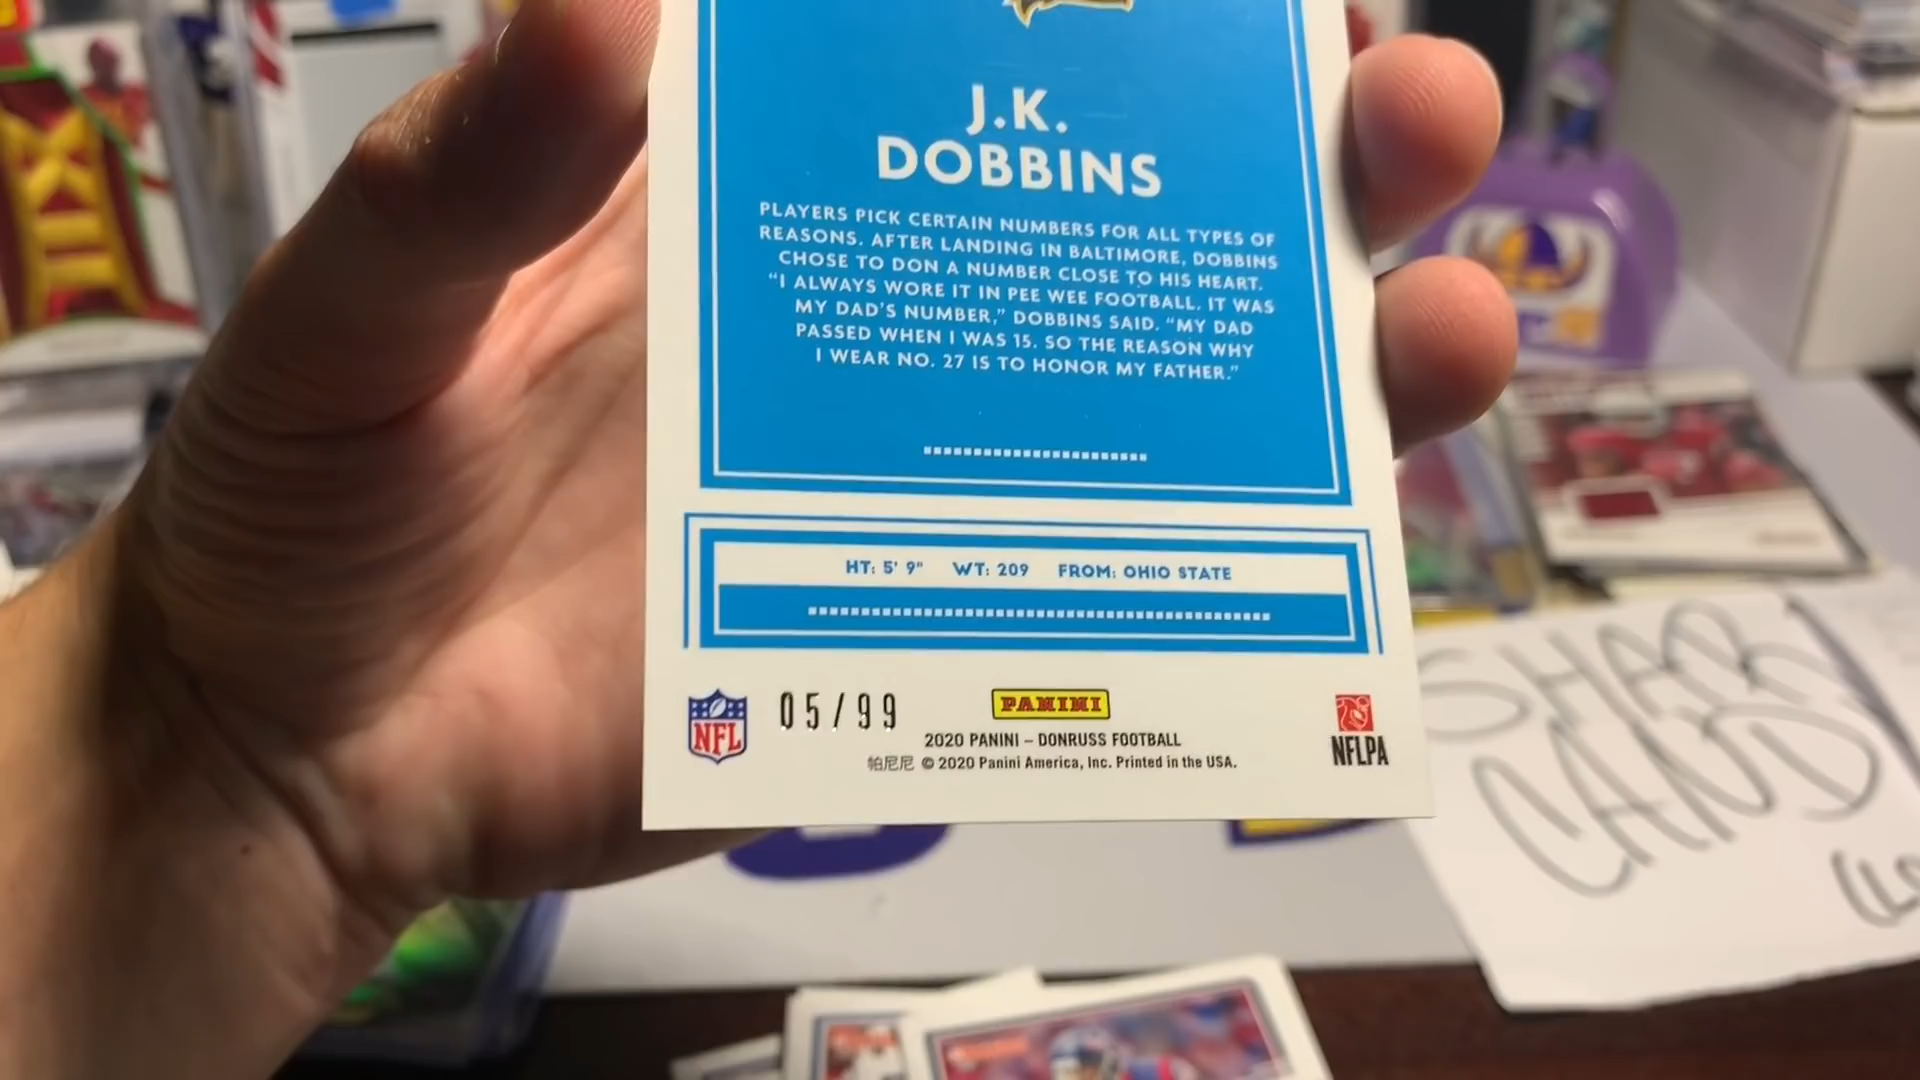 J.K.
DOBBINS
PLAYERS PICK CERTAIN NUMBERS FOR ALL TYPES OF
REASONS. AFTER LANDING IN BALTIMORE, DOBBINS
CHOSE TO DON A NUMBER CLOSE TO HIS HEART.
“I ALWAYS WORE IT IN PEE WEE FOOTBALL. IT WAS
MY DAD’S NUMBER,” DOBBINS SAID. “MY DAD
PASSED WHEN I WAS 15. SO THE REASON WHY
I WEAR NO. 27 IS TO HONOR MY FATHER.”
HT: 5' 9" WT: 209 FROM: OHIO STATE
NFL
05/99
PANINI
2020 PANINI – DONRUSS FOOTBALL
帕尼尼 © 2020 Panini America, Inc. Printed in the USA.
NFLPA